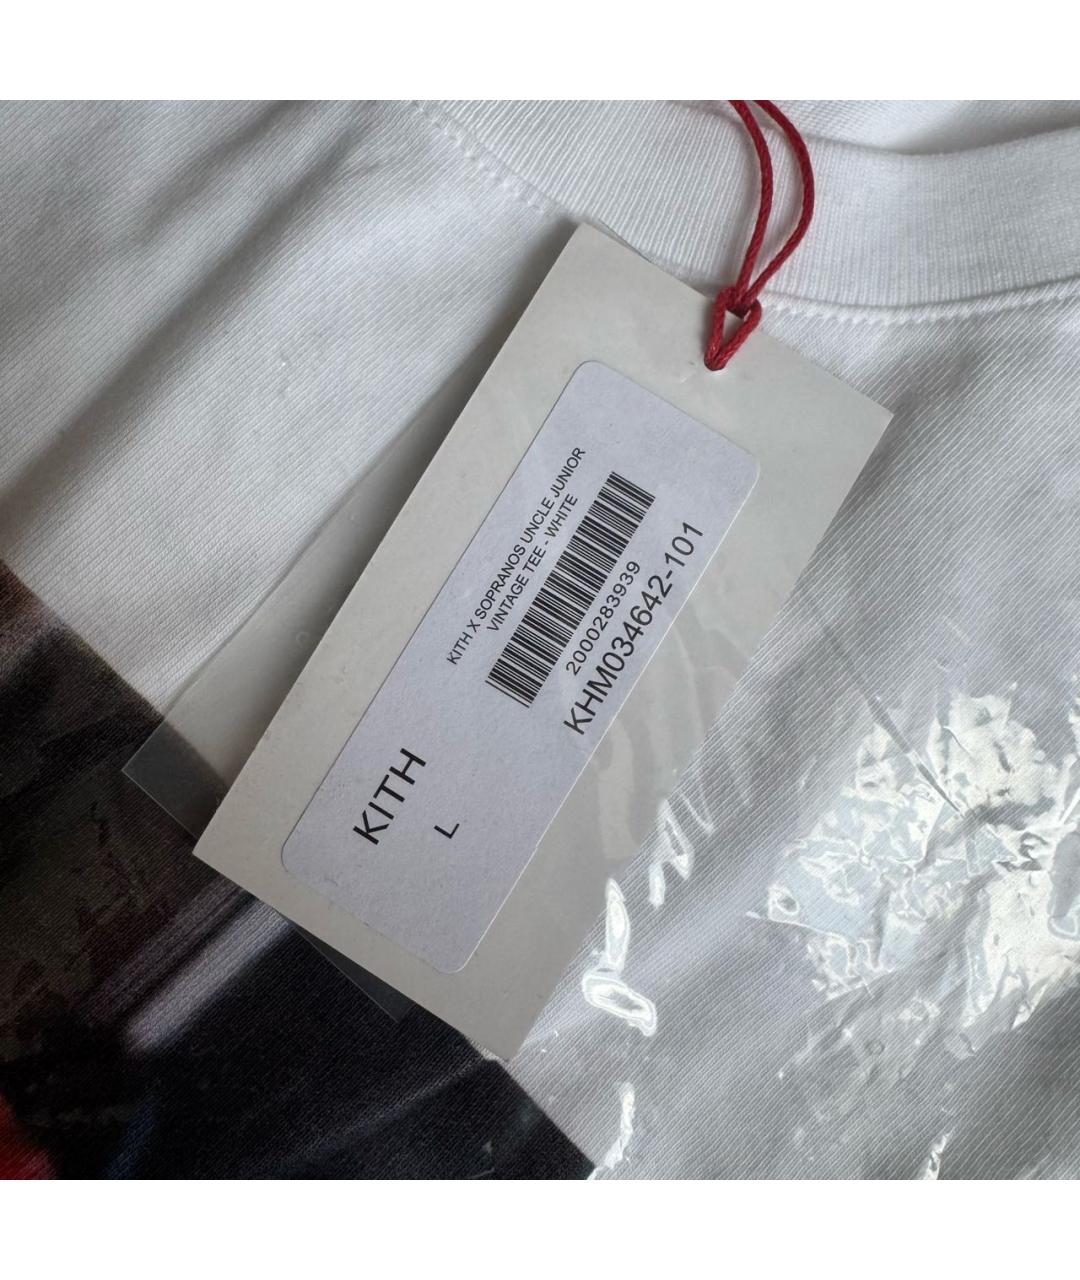 KITH X SOPRANOS UNCLE JUNIOR
VINTAGE TEE - WHITE
2000283939
KHM034642-101
KITH
L